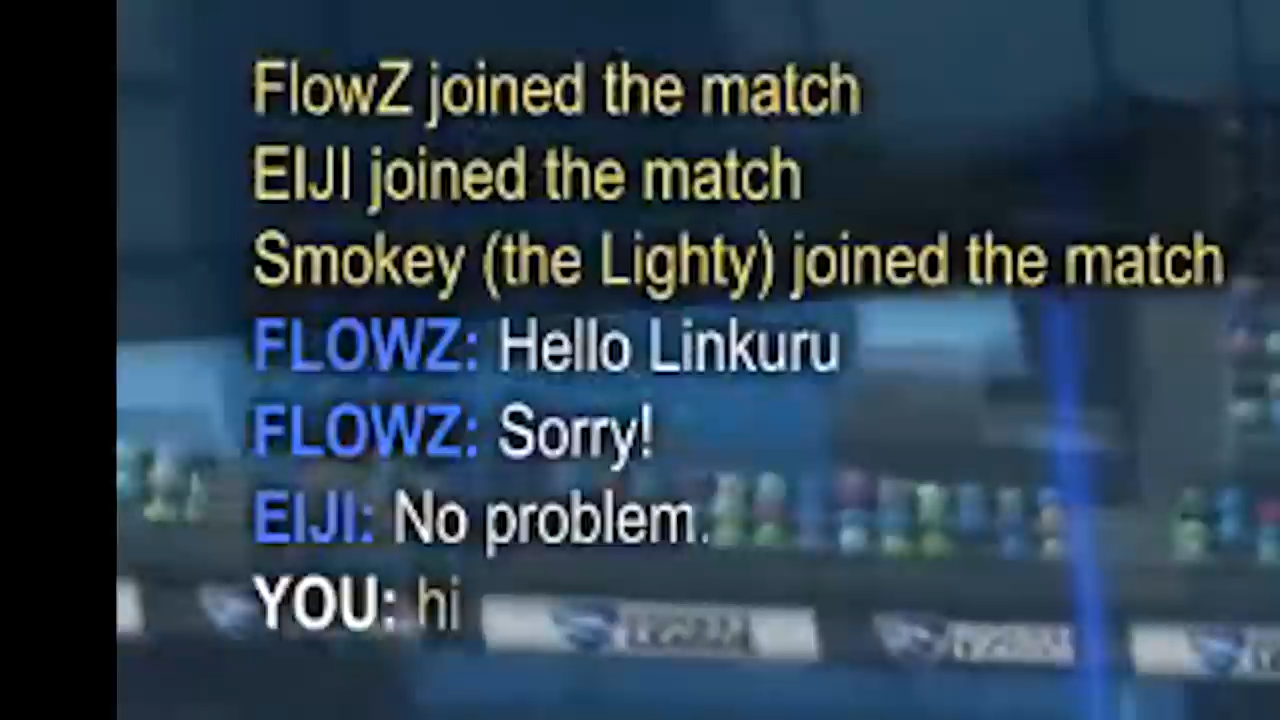 FlowZ joined the match
EIJI joined the match
Smokey (the Lighty) joined the match
FLOWZ: Hello Linkuru
FLOWZ: Sorry!
EIJI: No problem.
YOU: hi